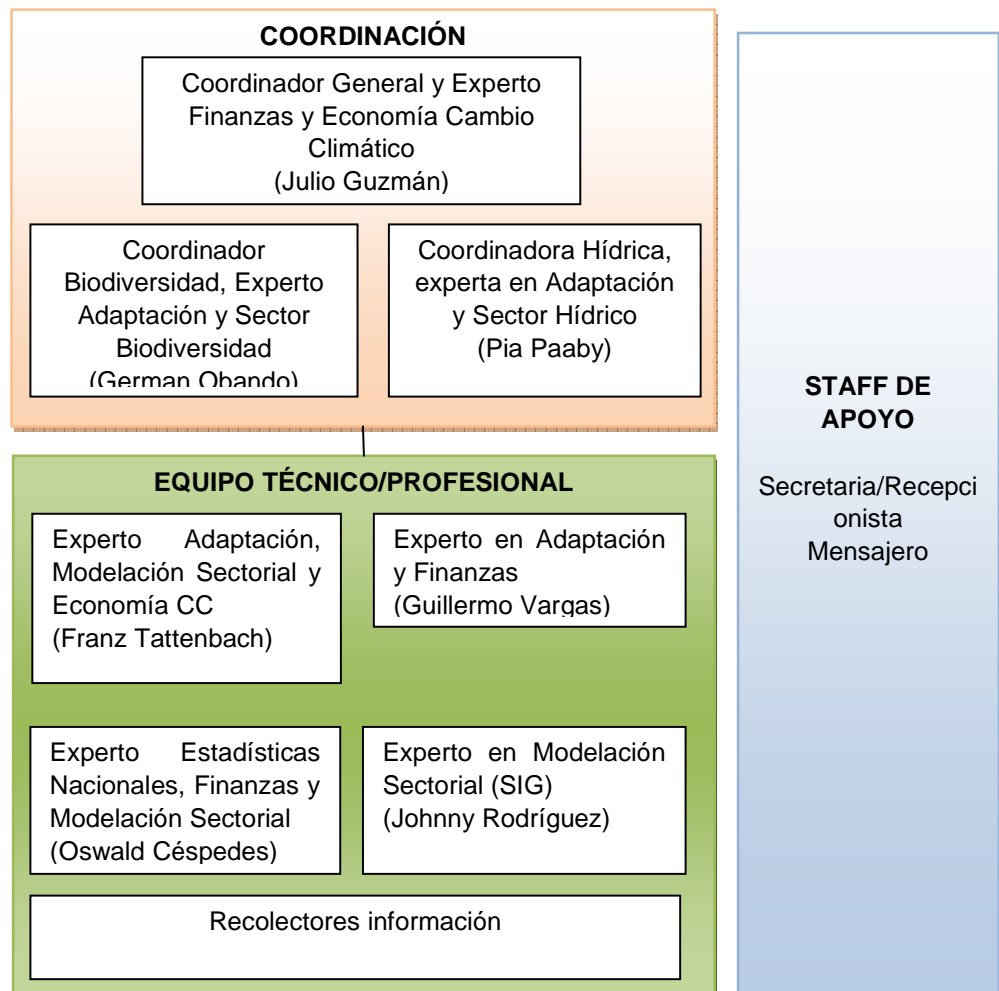 COORDINACIÓN
Coordinador General y Experto
Finanzas y Economía Cambio
Climático
(Julio Guzmán)
Coordinador
Biodiversidad, Experto
Adaptación y Sector
Biodiversidad
(German Obando)
Coordinadora Hídrica,
experta en Adaptación
y Sector Hídrico
(Pia Paaby)
EQUIPO TÉCNICO/PROFESIONAL
Experto Adaptación,
Modelación Sectorial y
Economía CC
(Franz Tattenbach)
Experto en Adaptación
y Finanzas
(Guillermo Vargas)
Experto Estadísticas
Nacionales, Finanzas y
Modelación Sectorial
(Oswald Céspedes)
Experto en Modelación
Sectorial (SIG)
(Johnny Rodríguez)
Recolectores información
STAFF DE
APOYO
Secretaria/Recepci
onista
Mensajero